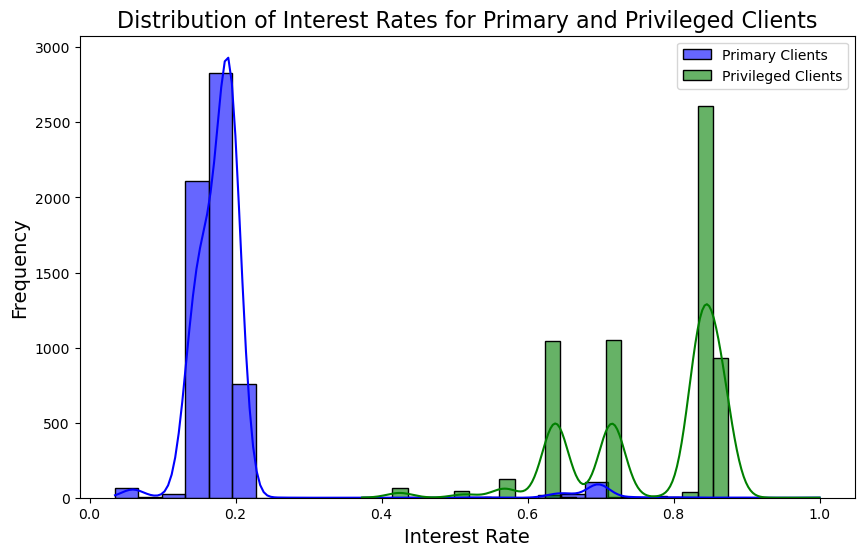 Distribution of Interest Rates for Primary and Privileged Clients
Primary Clients
Privileged Clients
3000
2500
2000
1500
1000
500
0
Frequency
0.0 0.2 0.4 0.6 0.8 1.0
Interest Rate